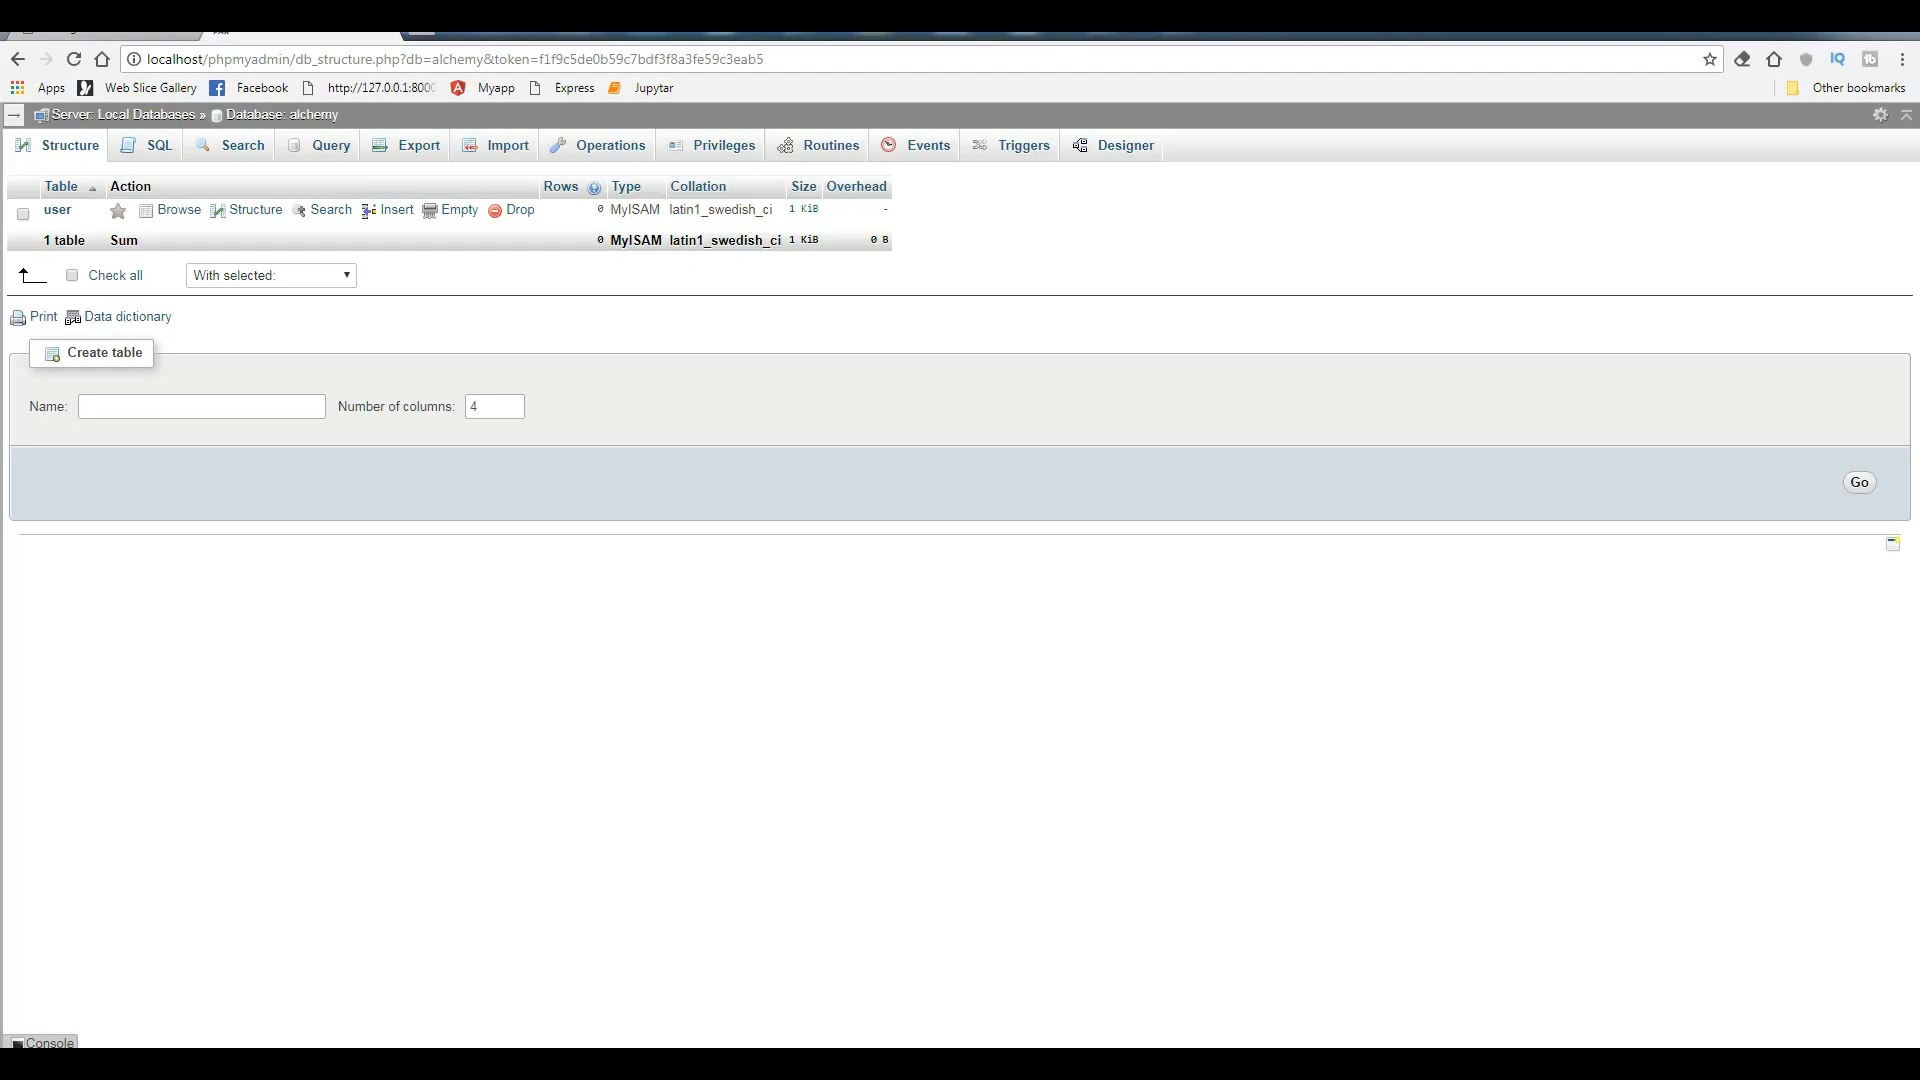 localhost/phpmyadmin/db_structure.php?db=alchemy&token=f1f9c5de0b59c7bdf3f8a3fe59c3eab5
Apps Web Slice Gallery Facebook http://127.0.0.1:8000 Myapp Express Jupytar Other bookmarks
Server: Local Databases » Database: alchemy
Structure SQL Search Query Export Import Operations Privileges Routines Events Triggers Designer
Table Action Rows Type Collation Size Overhead
user Browse Structure Search Insert Empty Drop 0 MyISAM latin1_swedish_ci 1 KiB -
1 table Sum 0 MyISAM latin1_swedish_ci 1 KiB 0 B
Check all With selected:
Print Data dictionary
Create table
Name: Number of columns: 4
Go
Console